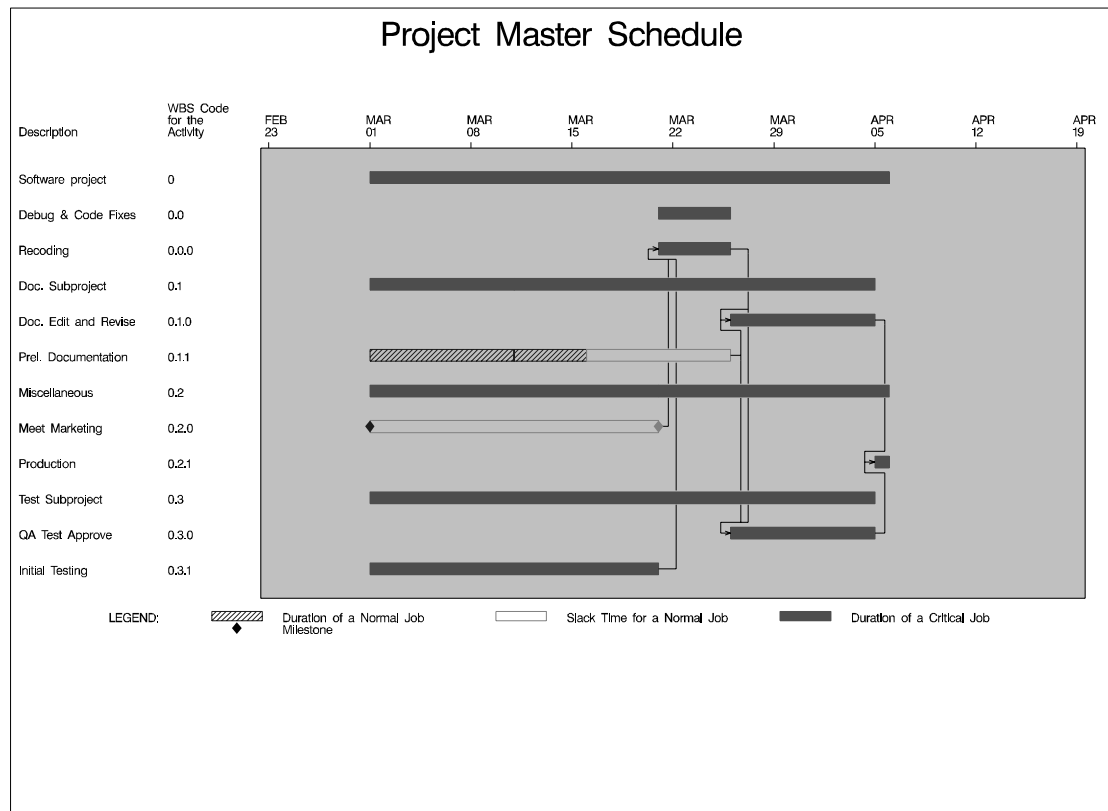 Project Master Schedule
WBS Code
for the
Description Activity
FEB MAR MAR MAR MAR MAR APR APR APR
23 01 08 15 22 29 05 12 19
Software project 0
Debug & Code Fixes 0.0
Recoding 0.0.0
Doc. Subproject 0.1
Doc. Edit and Revise 0.1.0
Prel. Documentation 0.1.1
Miscellaneous 0.2
Meet Marketing 0.2.0
Production 0.2.1
Test Subproject 0.3
QA Test Approve 0.3.0
Initial Testing 0.3.1
LEGEND: Duration of a Normal Job Slack Time for a Normal Job Duration of a Critical Job
Milestone